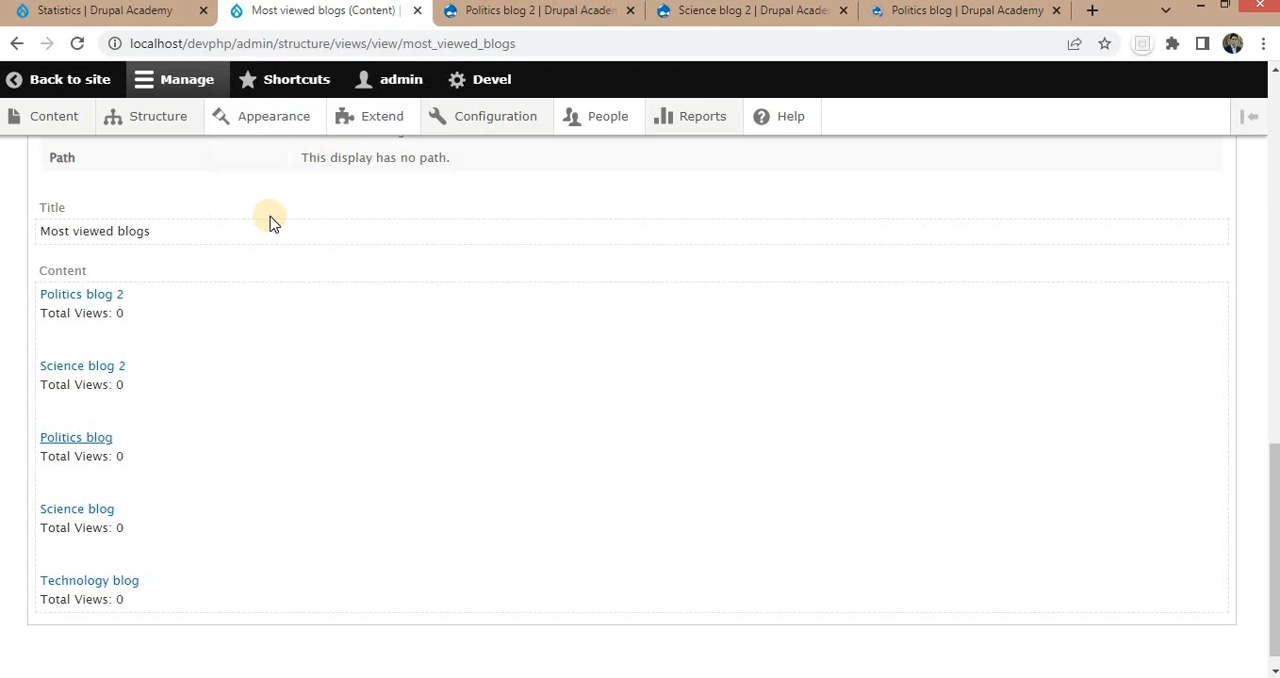 Statistics | Drupal Academy
Most viewed blogs (Content) |
Politics blog 2 | Drupal Academ
Science blog 2 | Drupal Acade
Politics blog | Drupal Academy
localhost/devphp/admin/structure/views/view/most_viewed_blogs
Back to site
Manage
Shortcuts
admin
Devel
Content
Structure
Appearance
Extend
Configuration
People
Reports
Help
Path
This display has no path.
Title
Most viewed blogs
Content
Politics blog 2
Total Views: 0
Science blog 2
Total Views: 0
Politics blog
Total Views: 0
Science blog
Total Views: 0
Technology blog
Total Views: 0